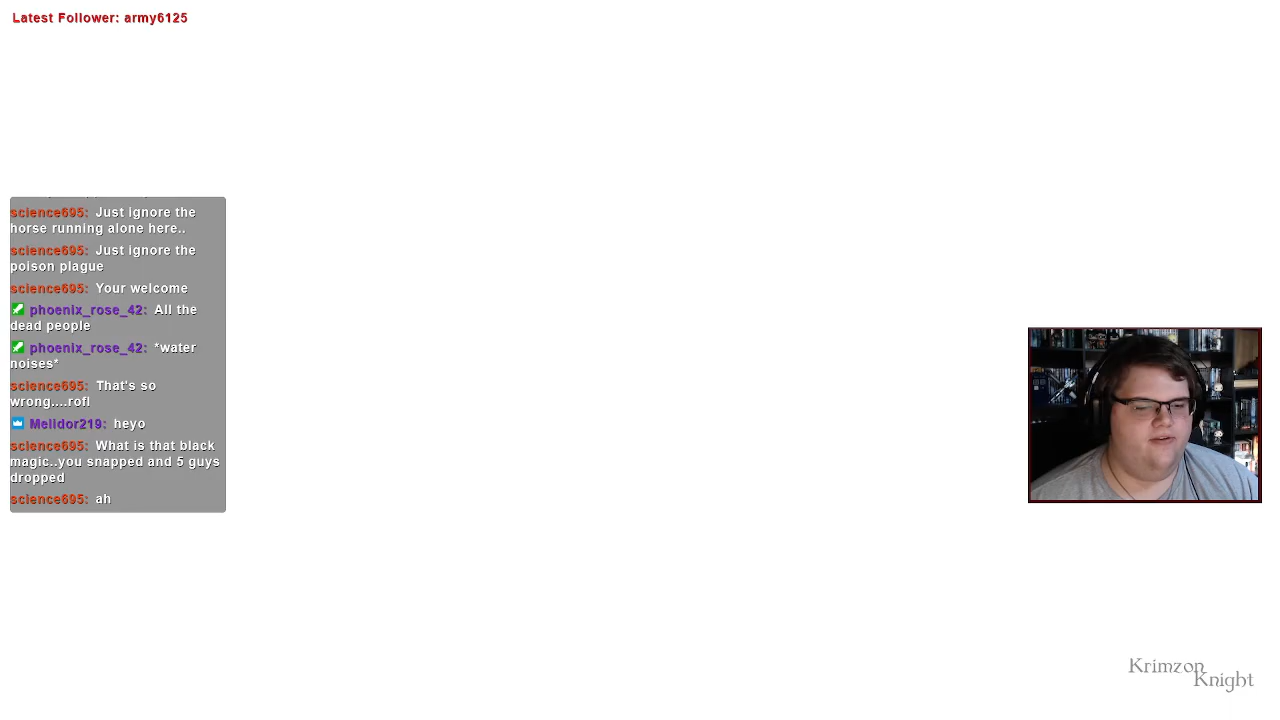 Latest Follower: army6125
science695: Just ignore the
horse running alone here..
science695: Just ignore the
poison plague
science695: Your welcome
phoenix_rose_42: All the
dead people
phoenix_rose_42: *water
noises*
science695: That's so
wrong....rofl
Melidor219: heyo
science695: What is that black
magic..you snapped and 5 guys
dropped
science695: ah
Krimzon
Knight